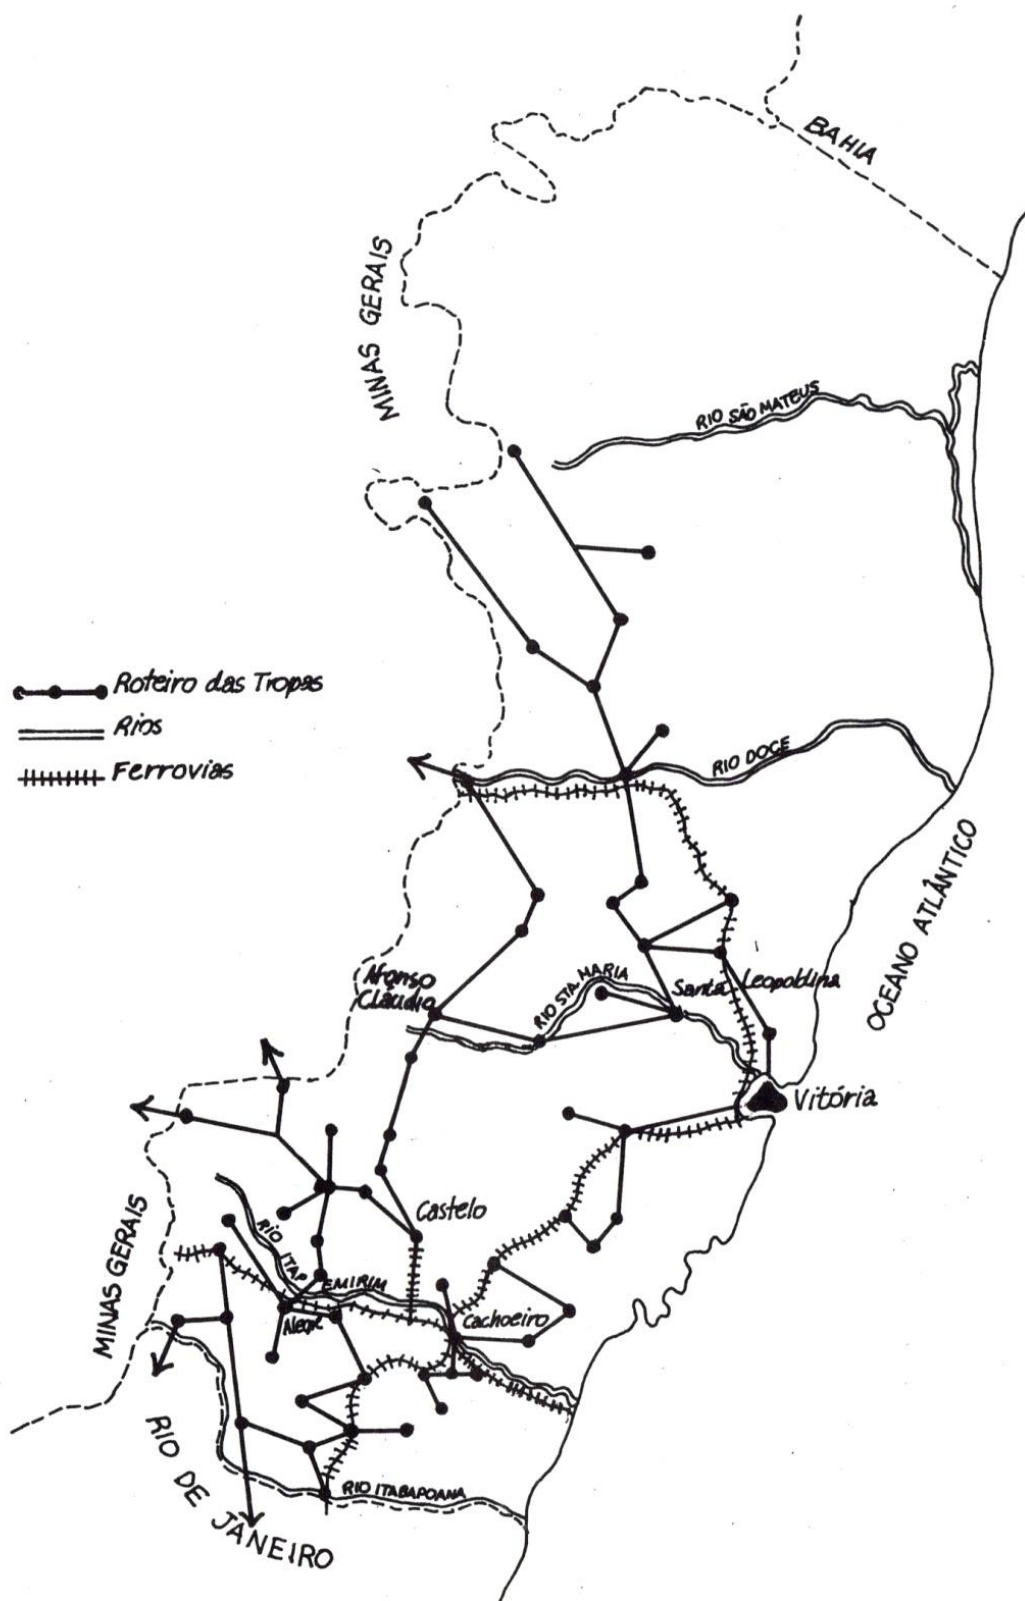 BAHIA
MINAS GERAIS
RIO SÃO MATEUS
Roteiro das Tropas
Rios
Ferrovias
RIO DOCE
OCEANO ATLÂNTICO
Afonso
Cláudio
RIO STA. MARIA
Santa Leopoldina
Vitória
Castelo
MINAS GERAIS
RIO ITAPEMIRIM
Alegre
Cachoeiro
RIO DE JANEIRO
RIO ITABAPOANA